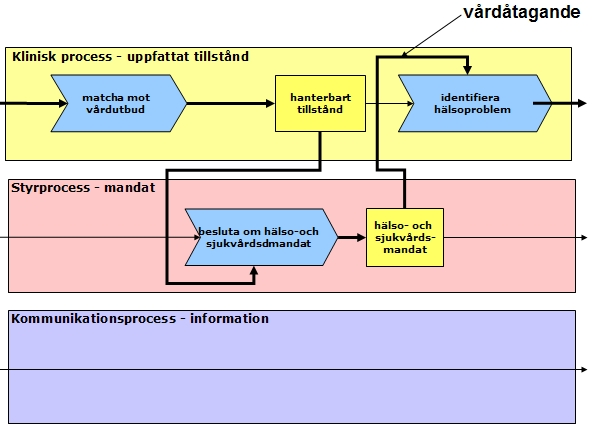 vårdåtagande
Klinisk process - uppfattat tillstånd
matcha mot
vårdutbud
hanterbart
tillstånd
identifiera
hälsoproblem
Styrprocess - mandat
besluta om hälso-och
sjukvårdsdmandat
hälso- och
sjukvårds-
mandat
Kommunikationsprocess - information